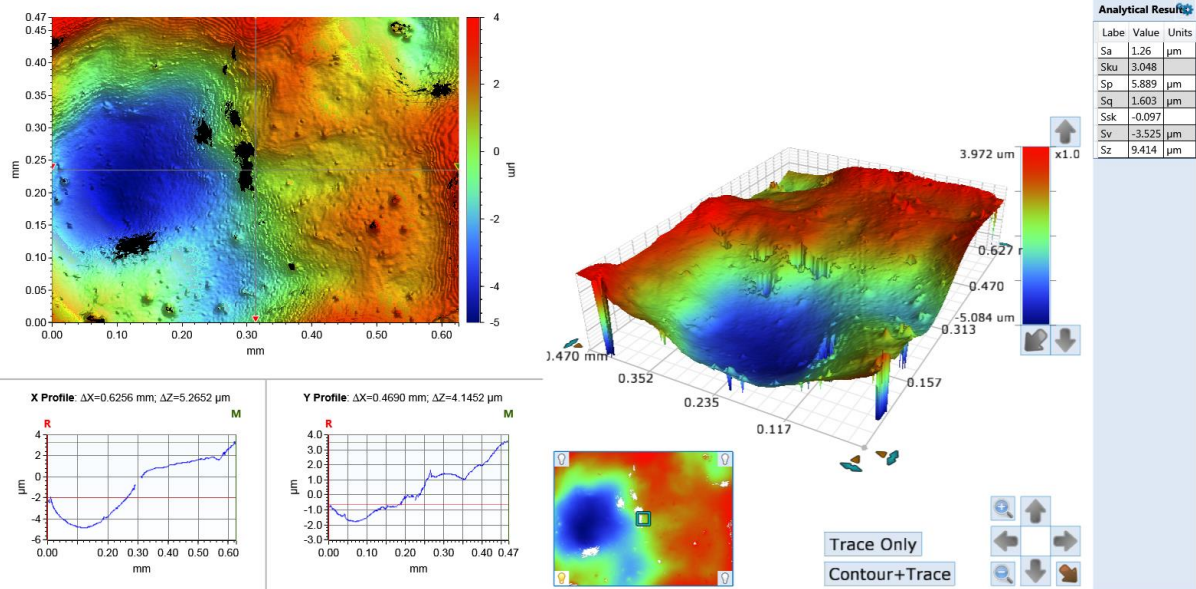 0.47
0.45
0.40
0.35
0.30
0.25
0.20
0.15
0.10
0.05
0.00
mm
0.00 0.10 0.20 0.30 0.40 0.50 0.60
mm
4
2
0
-2
-4
-5
µm
X Profile: ΔX=0.6256 mm; ΔZ=5.2652 µm
R M
4
2
0
-2
-4
-6
µm
0.00 0.10 0.20 0.30 0.40 0.50 0.60
mm
Y Profile: ΔX=0.4690 mm; ΔZ=4.1452 µm
R M
4.0
3.0
2.0
1.0
0.0
-1.0
-2.0
-3.0
µm
0.00 0.10 0.20 0.30 0.40 0.47
mm
3.972 um x1.0
-5.084 um
0.627
0.470
0.313
0.157
0.470 mm
0.352
0.235
0.117
Trace Only
Contour+Trace
Analytical Results
Labe Value Units
Sa 1.26 µm
Sku 3.048
Sp 5.889 µm
Sq 1.603 µm
Ssk -0.097
Sv -3.525 µm
Sz 9.414 µm